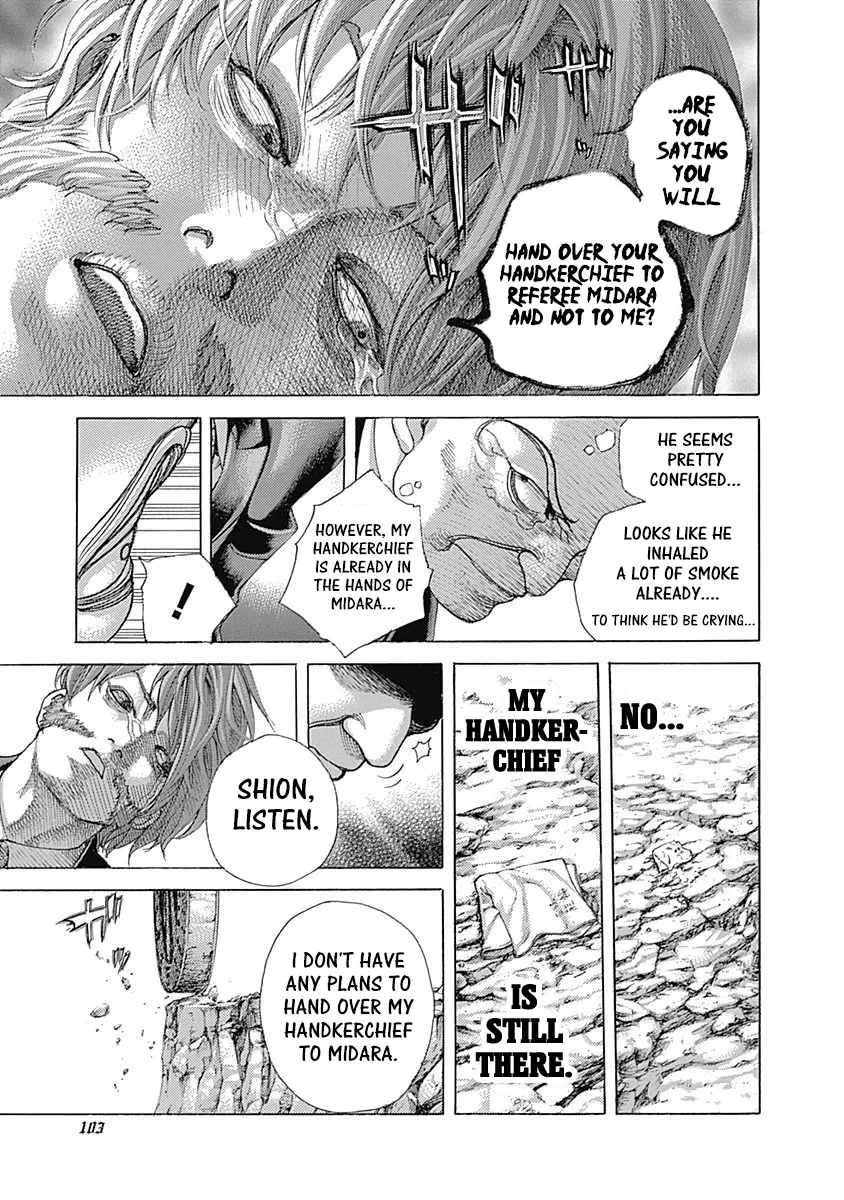 ...ARE
YOU
SAYING
YOU
WILL
HAND OVER YOUR
HANDKERCHIEF TO
REFEREE MIDARA
AND NOT TO ME?
HE SEEMS
PRETTY
CONFUSED...
LOOKS LIKE HE
INHALED
A LOT OF SMOKE
ALREADY....
TO THINK HE'D BE CRYING...
HOWEVER, MY
HANDKERCHIEF
IS ALREADY IN
THE HANDS OF
MIDARA...
!
NO...
MY
HANDKER-
CHIEF
IS
STILL
THERE.
SHION,
LISTEN.
I DON'T HAVE
ANY PLANS TO
HAND OVER MY
HANDKERCHIEF
TO MIDARA.
103